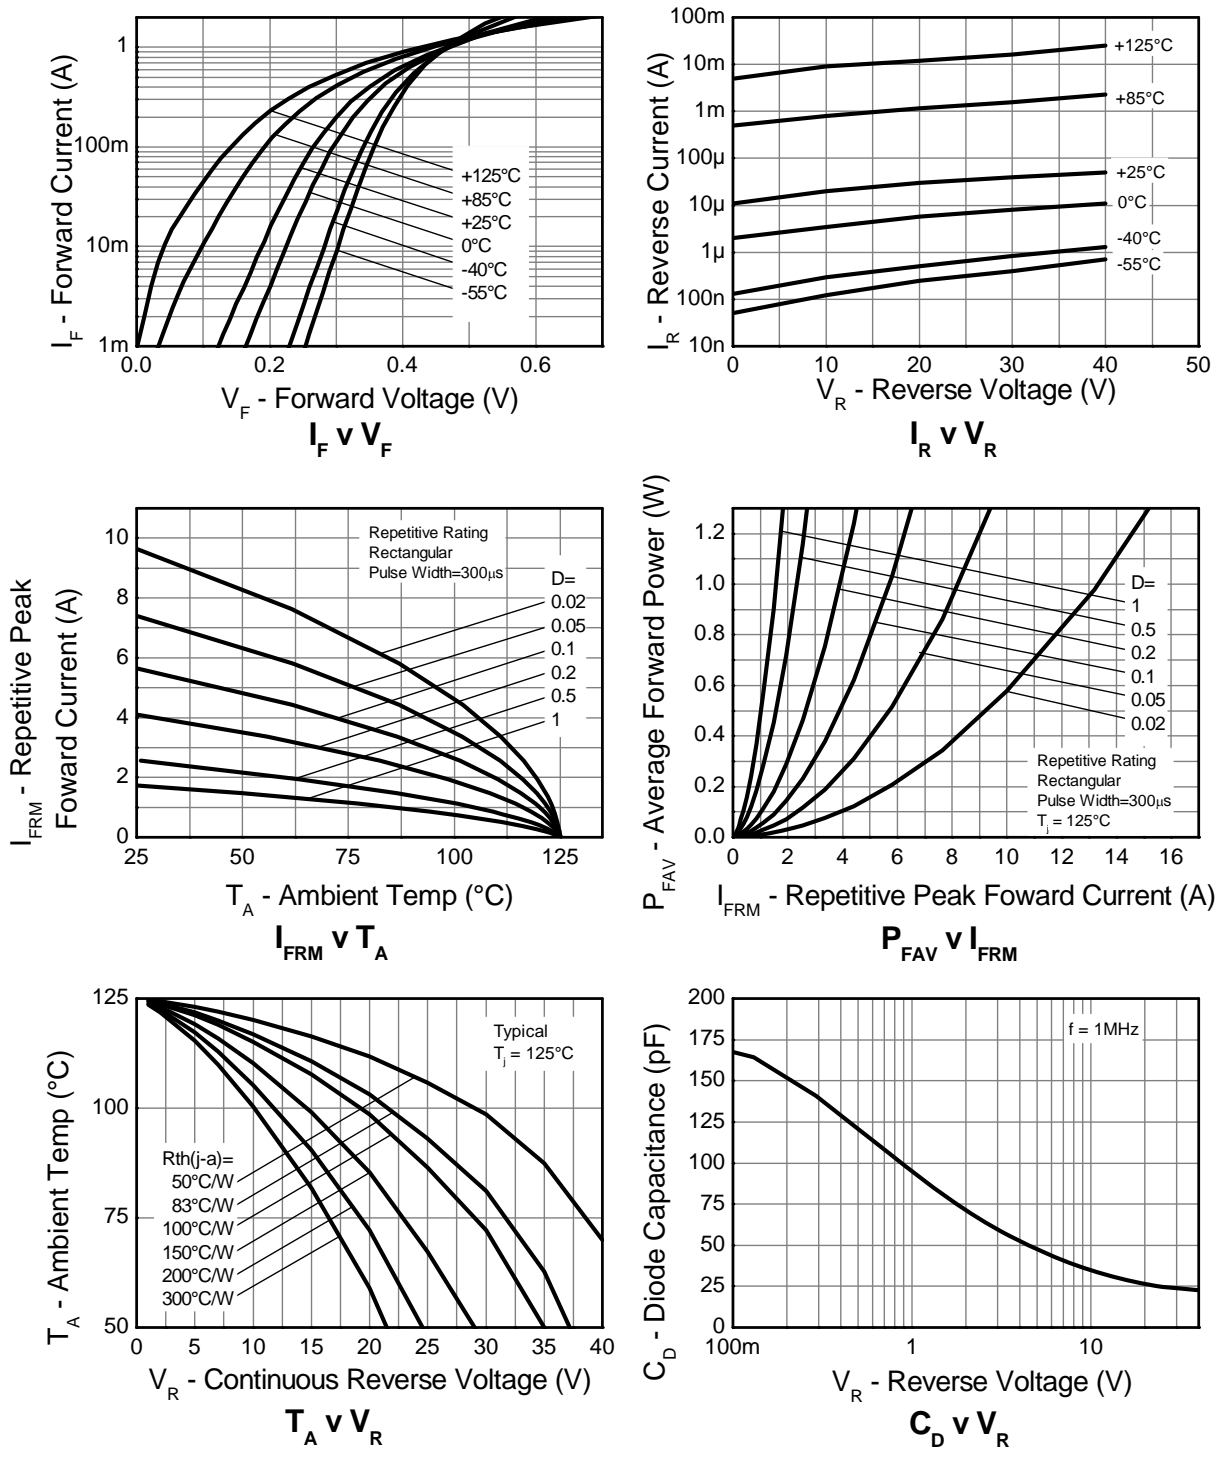 I_F - Forward Current (A)
1
100m
10m
1m
+125°C
+85°C
+25°C
0°C
-40°C
-55°C
0.0 0.2 0.4 0.6
V_F - Forward Voltage (V)
I_F v V_F
I_R - Reverse Current (A)
100m
10m
1m
100µ
10µ
1µ
100n
10n
+125°C
+85°C
+25°C
0°C
-40°C
-55°C
0 10 20 30 40 50
V_R - Reverse Voltage (V)
I_R v V_R
I_FRM - Repetitive Peak
Foward Current (A)
10
8
6
4
2
0
Repetitive Rating
Rectangular
Pulse Width=300µs
D=
0.02
0.05
0.1
0.2
0.5
1
25 50 75 100 125
T_A - Ambient Temp (°C)
I_FRM v T_A
P_FAV - Average Forward Power (W)
1.2
1.0
0.8
0.6
0.4
0.2
0.0
D=
1
0.5
0.2
0.1
0.05
0.02
Repetitive Rating
Rectangular
Pulse Width=300µs
T_j = 125°C
0 2 4 6 8 10 12 14 16
I_FRM - Repetitive Peak Foward Current (A)
P_FAV v I_FRM
T_A - Ambient Temp (°C)
125
100
75
50
Typical
T_j = 125°C
Rth(j-a)=
50°C/W
83°C/W
100°C/W
150°C/W
200°C/W
300°C/W
0 5 10 15 20 25 30 35 40
V_R - Continuous Reverse Voltage (V)
T_A v V_R
C_D - Diode Capacitance (pF)
200
175
150
125
100
75
50
25
0
f = 1MHz
100m 1 10
V_R - Reverse Voltage (V)
C_D v V_R